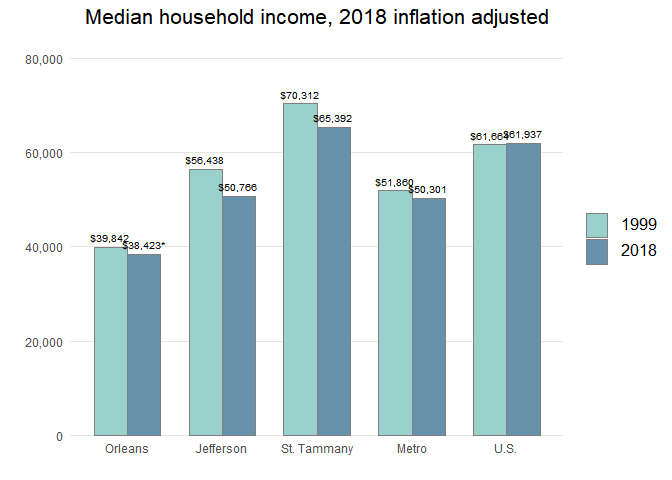 Median household income, 2018 inflation adjusted
80,000
60,000
40,000
20,000
0
$39,842
$38,423*
$56,438
$50,766
$70,312
$65,392
$51,860
$50,301
$61,664
$61,937
Orleans
Jefferson
St. Tammany
Metro
U.S.
1999
2018